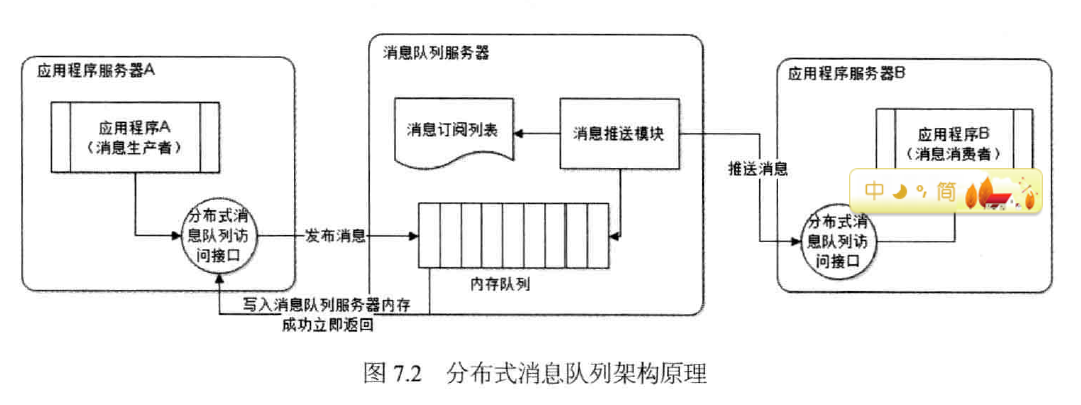 应用程序服务器A
应用程序A
(消息生产者)
分布式消
息队列访
问接口
发布消息
写入消息队列服务器内存
成功立即返回
消息队列服务器
消息订阅列表
消息推送模块
内存队列
推送消息
应用程序服务器B
应用程序B
(消息消费者)
中 简
分布式消
息队列访
问接口
图 7.2 分布式消息队列架构原理